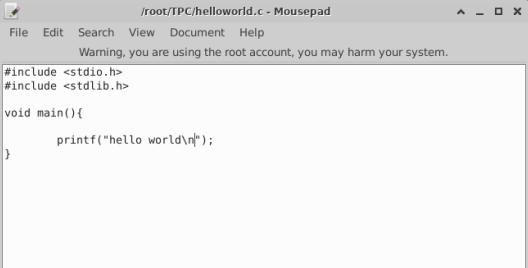 /root/TPC/helloworld.c - Mousepad
File Edit Search View Document Help
Warning, you are using the root account, you may harm your system.
#include <stdio.h>
#include <stdlib.h>
void main(){
printf("hello world\n");
}